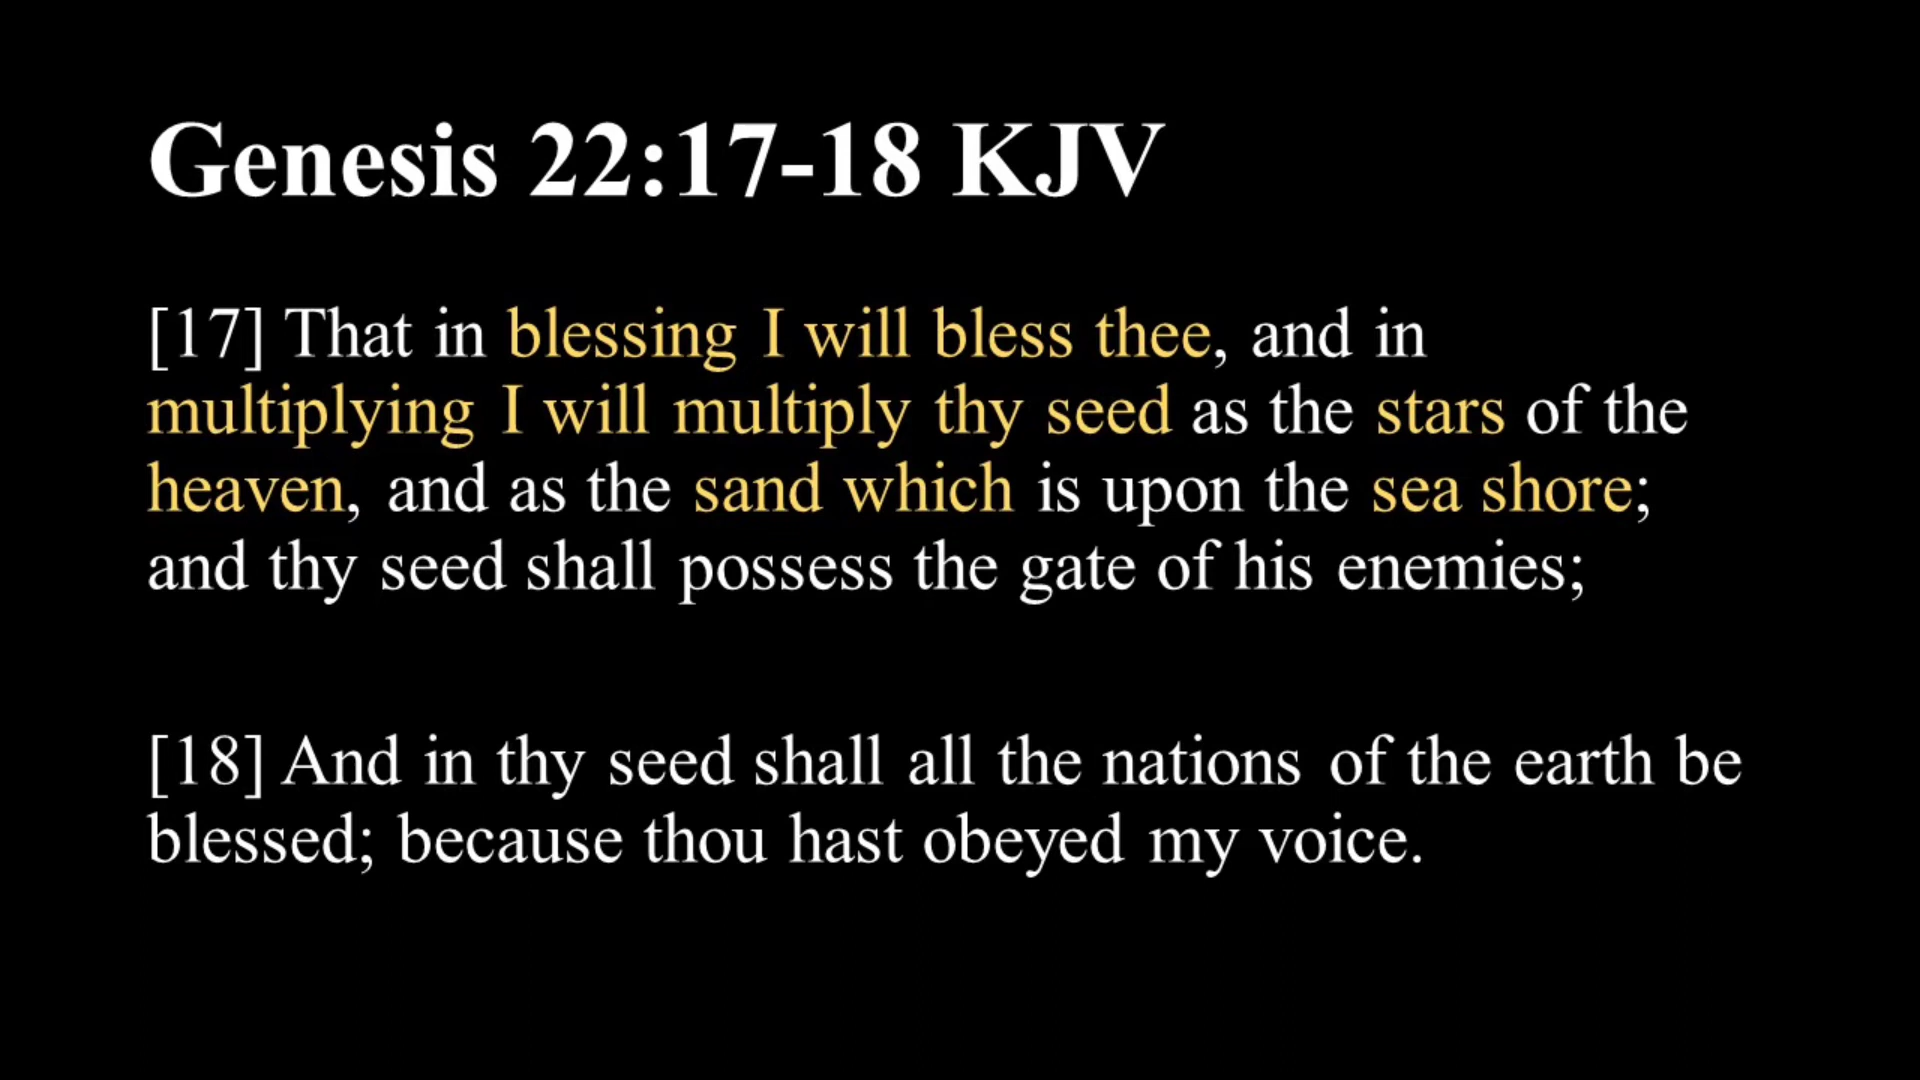 Genesis 22:17-18 KJV
[17] That in blessing I will bless thee, and in
multiplying I will multiply thy seed as the stars of the
heaven, and as the sand which is upon the sea shore;
and thy seed shall possess the gate of his enemies;
[18] And in thy seed shall all the nations of the earth be
blessed; because thou hast obeyed my voice.